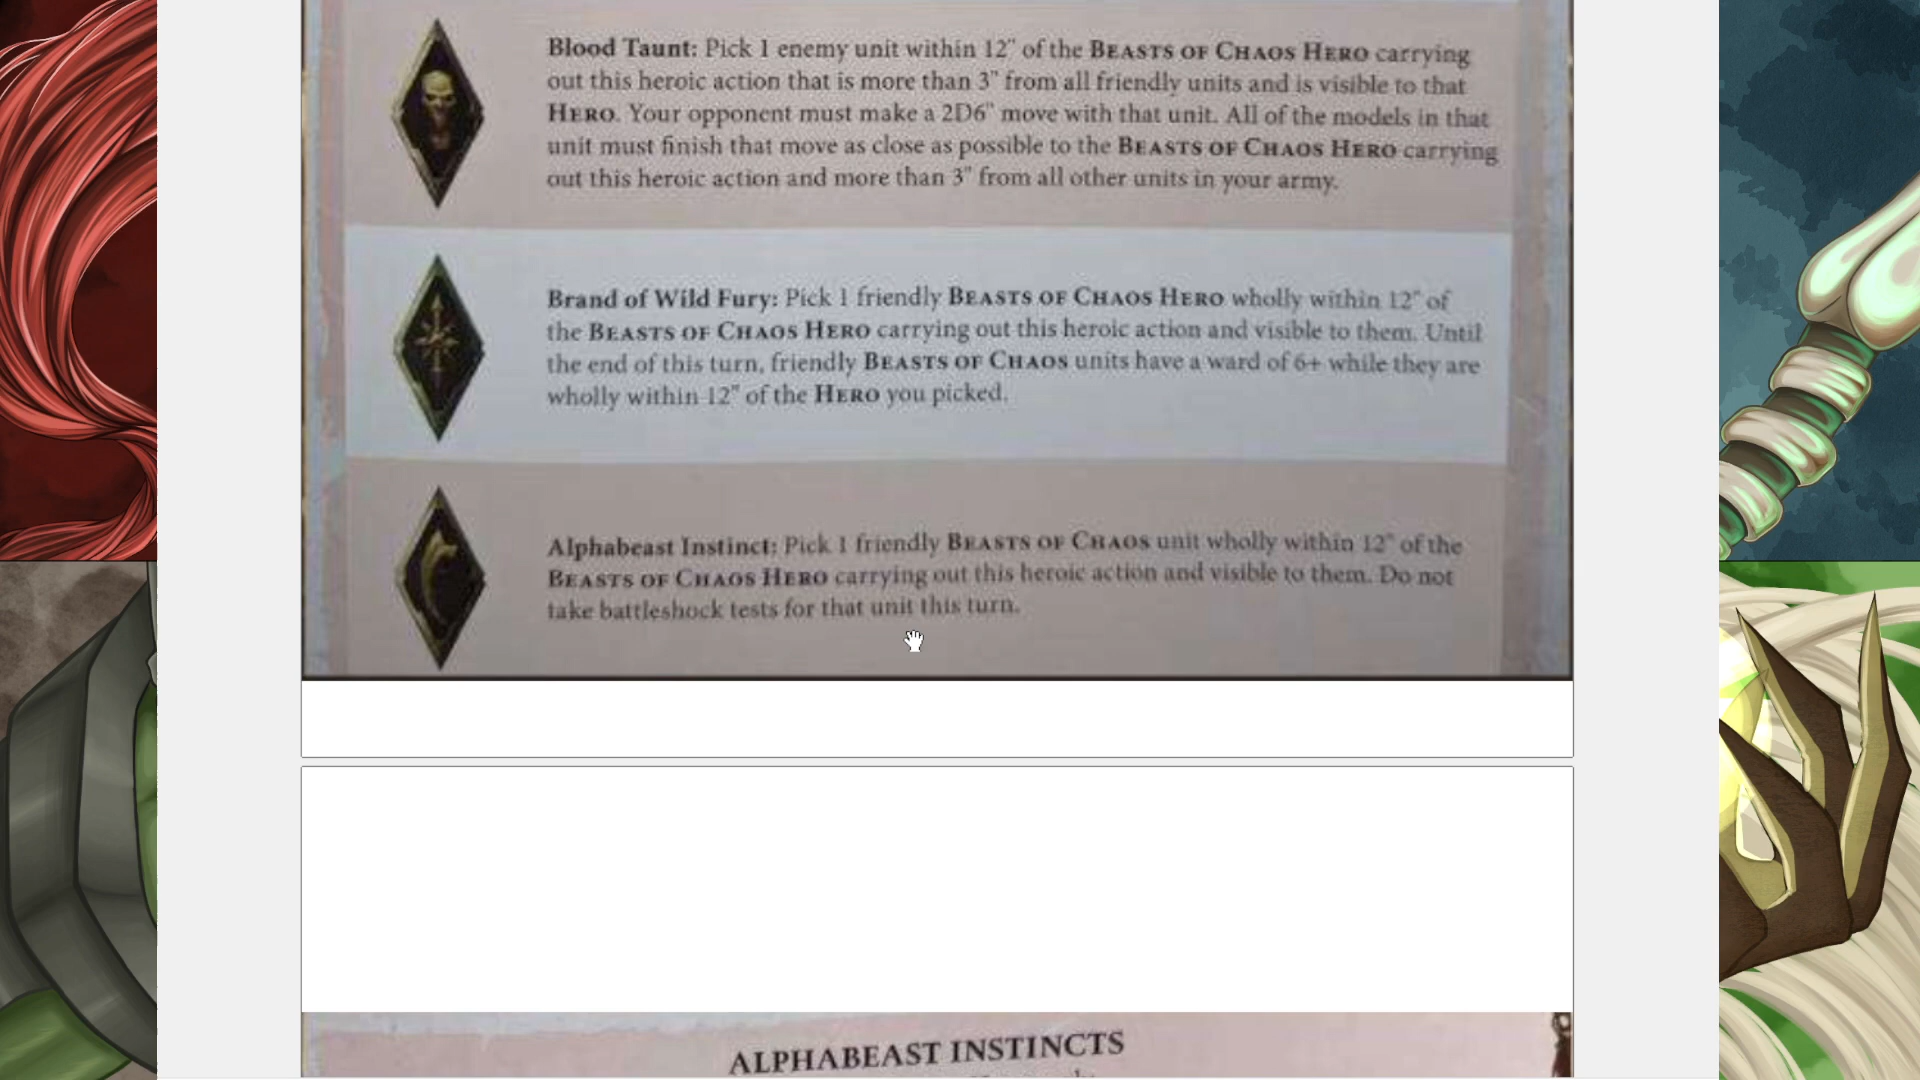 Blood Taunt: Pick 1 enemy unit within 12" of the BEASTS OF CHAOS HERO carrying
out this heroic action that is more than 3" from all friendly units and is visible to that
HERO. Your opponent must make a 2D6" move with that unit. All of the models in that
unit must finish that move as close as possible to the BEASTS OF CHAOS HERO carrying
out this heroic action and more than 3" from all other units in your army.
Brand of Wild Fury: Pick 1 friendly BEASTS OF CHAOS HERO wholly within 12" of
the BEASTS OF CHAOS HERO carrying out this heroic action and visible to them. Until
the end of this turn, friendly BEASTS OF CHAOS units have a ward of 6+ while they are
wholly within 12" of the HERO you picked.
Alphabeast Instinct: Pick 1 friendly BEASTS OF CHAOS unit wholly within 12" of the
BEASTS OF CHAOS HERO carrying out this heroic action and visible to them. Do not
take battleshock tests for that unit this turn.
ALPHABEAST INSTINCTS